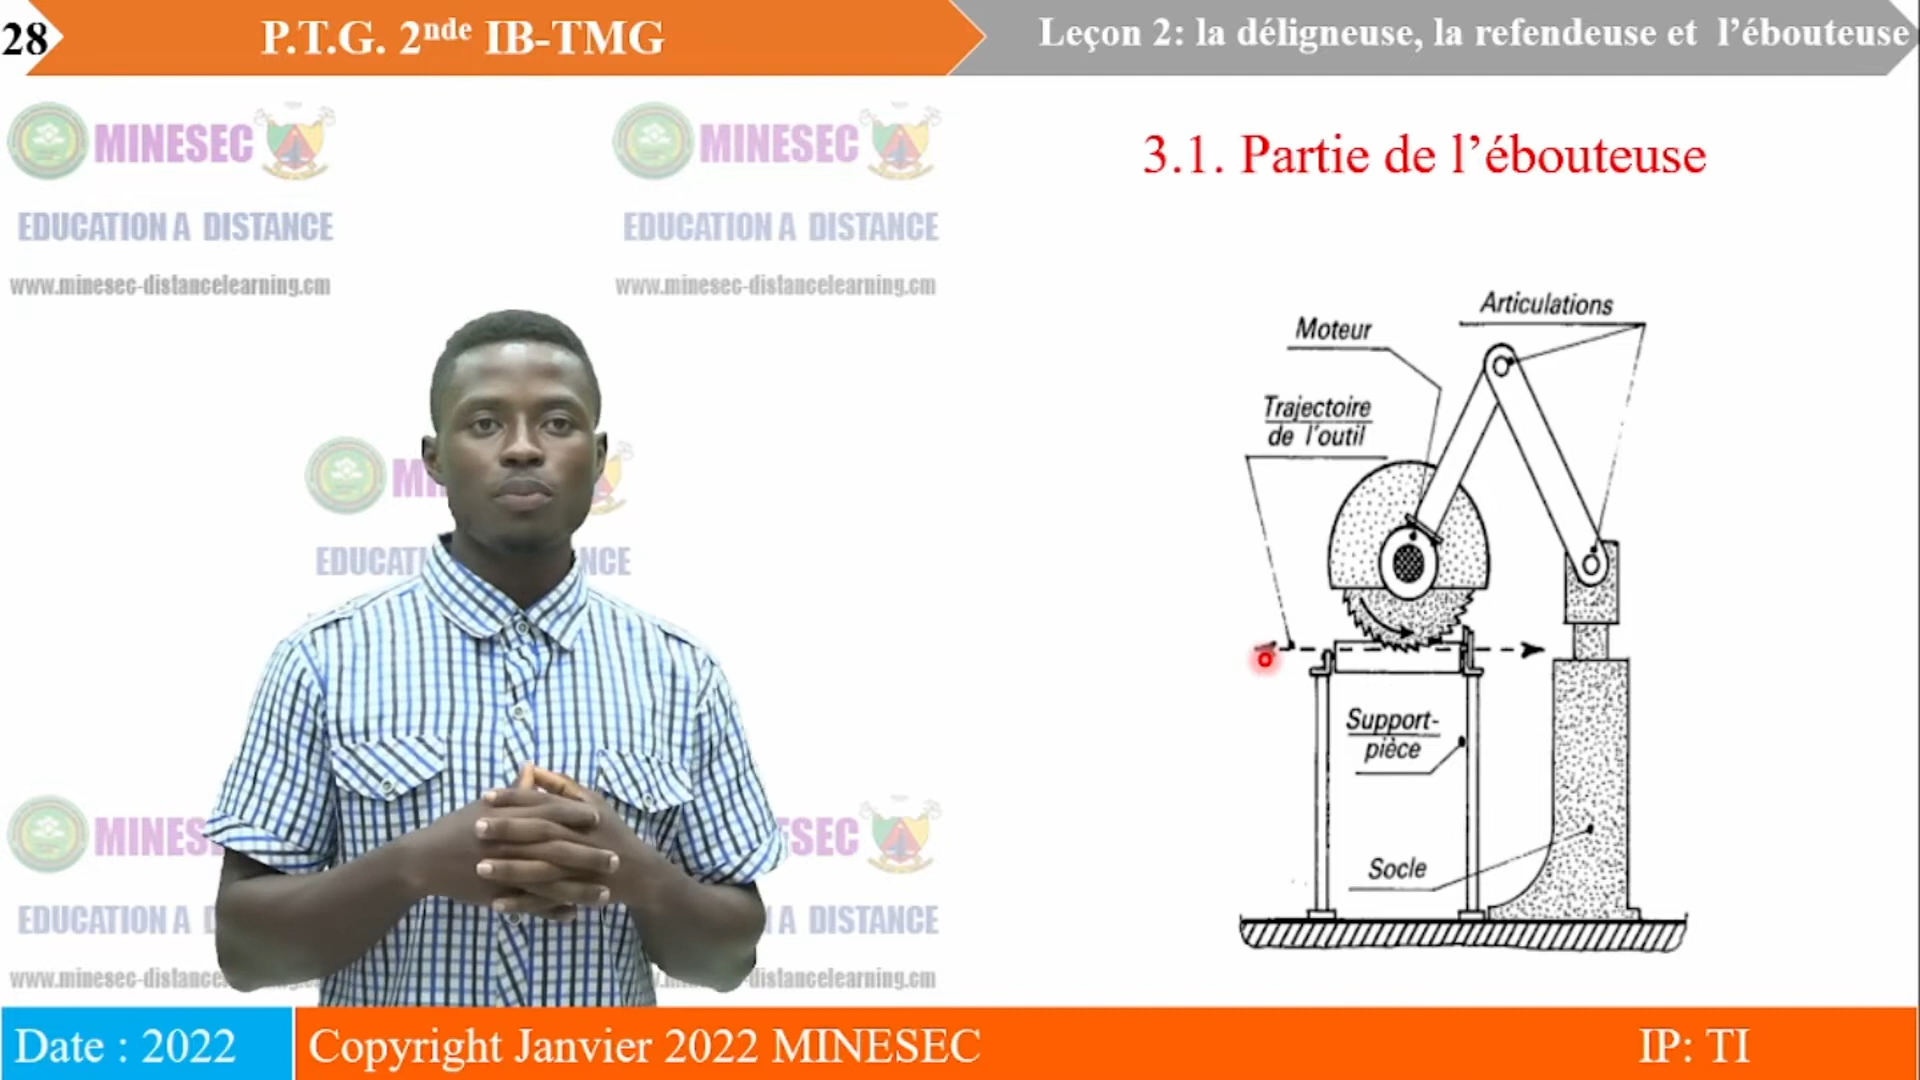 28
P.T.G. 2nde IB-TMG
Leçon 2: la déligneuse, la refendeuse et l'ébouteuse
MINESEC
EDUCATION A DISTANCE
www.minesec-distancelearning.cm
MINESEC
EDUCATION A DISTANCE
www.minesec-distancelearning.cm
3.1. Partie de l'ébouteuse
Articulations
Moteur
Trajectoire
de l'outil
Support-
pièce
Socle
Date : 2022
Copyright Janvier 2022 MINESEC
IP: TI